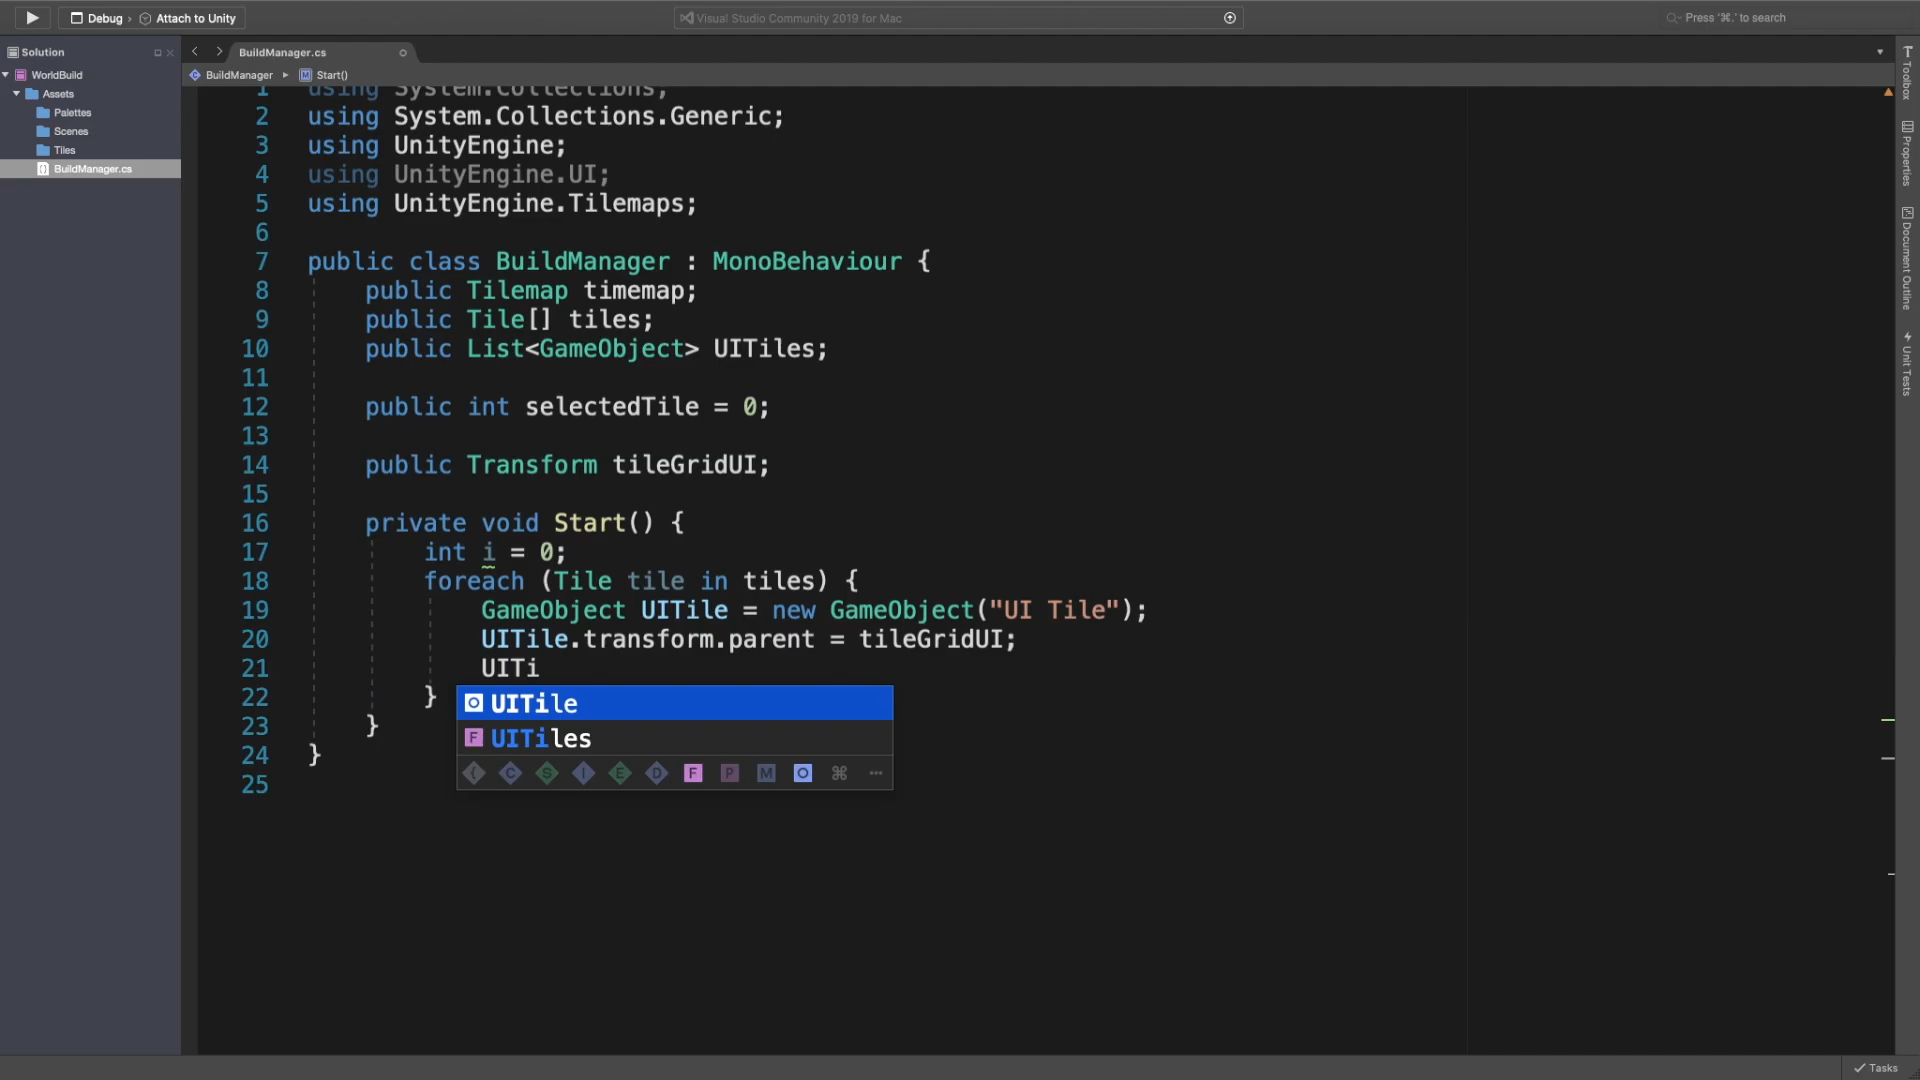 Debug › Attach to Unity
Visual Studio Community 2019 for Mac
Press '⌘.' to search
Solution
WorldBuild
Assets
Palettes
Scenes
Tiles
BuildManager.cs
BuildManager.cs
BuildManager ▸ Start()
1 using System.Collections;
2 using System.Collections.Generic;
3 using UnityEngine;
4 using UnityEngine.UI;
5 using UnityEngine.Tilemaps;
6
7 public class BuildManager : MonoBehaviour {
8 public Tilemap timemap;
9 public Tile[] tiles;
10 public List<GameObject> UITiles;
11
12 public int selectedTile = 0;
13
14 public Transform tileGridUI;
15
16 private void Start() {
17 int i = 0;
18 foreach (Tile tile in tiles) {
19 GameObject UITile = new GameObject("UI Tile");
20 UITile.transform.parent = tileGridUI;
21 UITi
22 }
23 }
24 }
25
UITile
F UITiles
{ C S I E D F P M O ⌘ ···
Toolbox
Properties
Document Outline
Unit Tests
Tasks